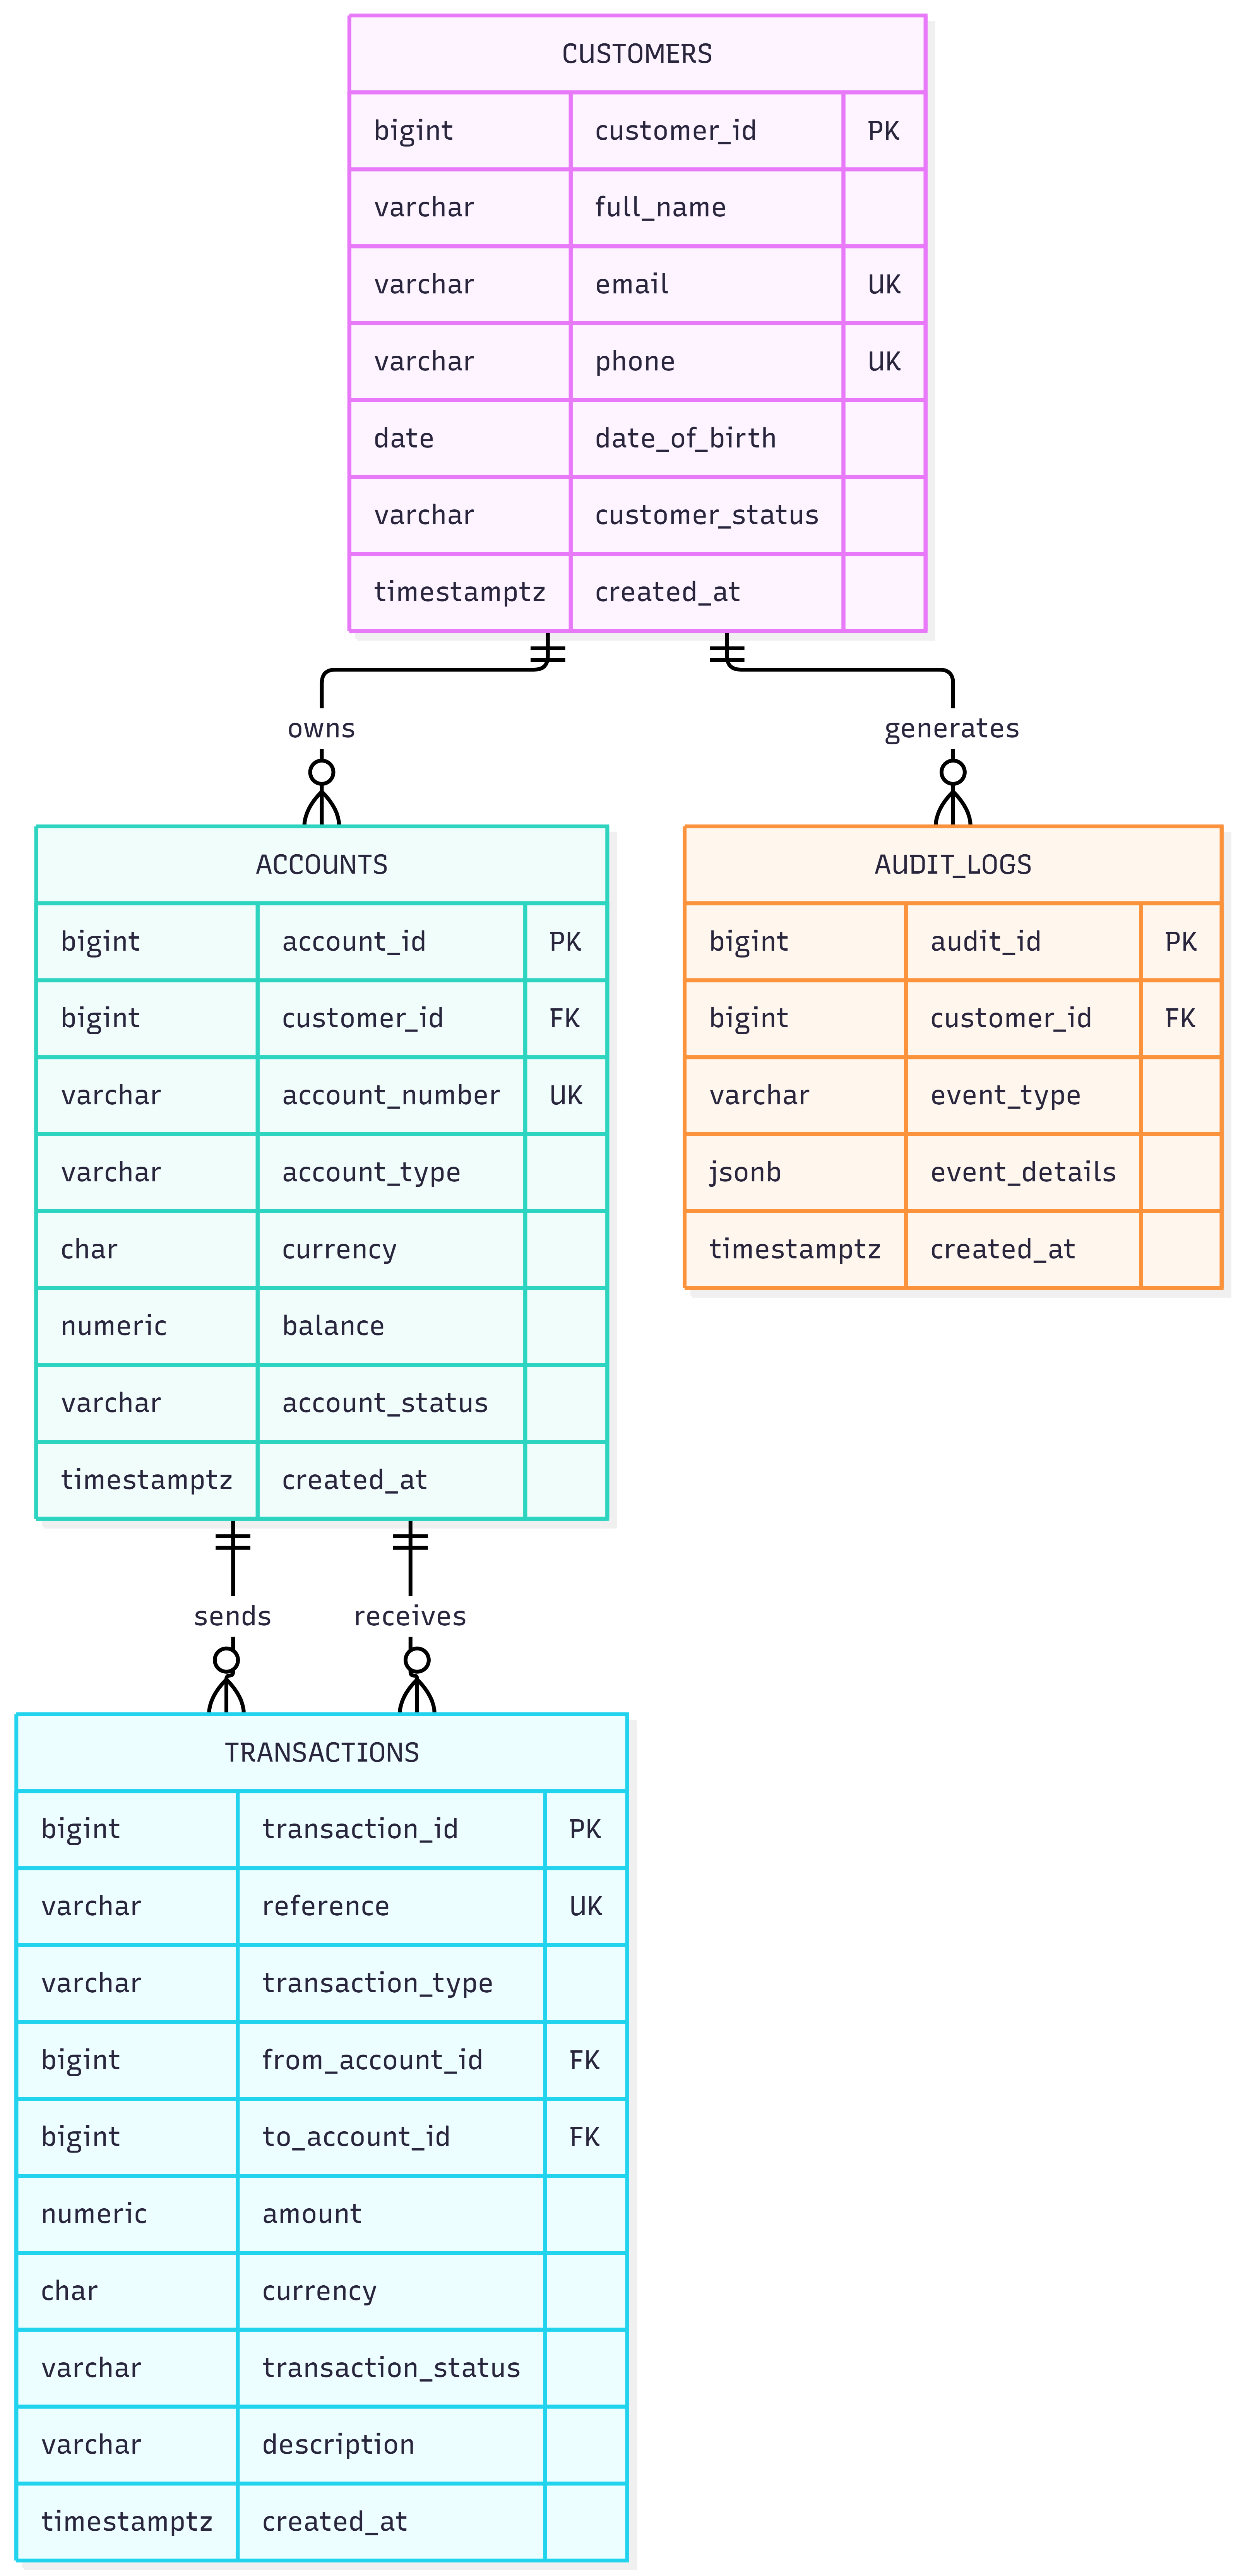 CUSTOMERS
bigint customer_id PK
varchar full_name
varchar email UK
varchar phone UK
date date_of_birth
varchar customer_status
timestamptz created_at
owns generates
ACCOUNTS
bigint account_id PK
bigint customer_id FK
varchar account_number UK
varchar account_type
char currency
numeric balance
varchar account_status
timestamptz created_at
AUDIT_LOGS
bigint audit_id PK
bigint customer_id FK
varchar event_type
jsonb event_details
timestamptz created_at
sends receives
TRANSACTIONS
bigint transaction_id PK
varchar reference UK
varchar transaction_type
bigint from_account_id FK
bigint to_account_id FK
numeric amount
char currency
varchar transaction_status
varchar description
timestamptz created_at